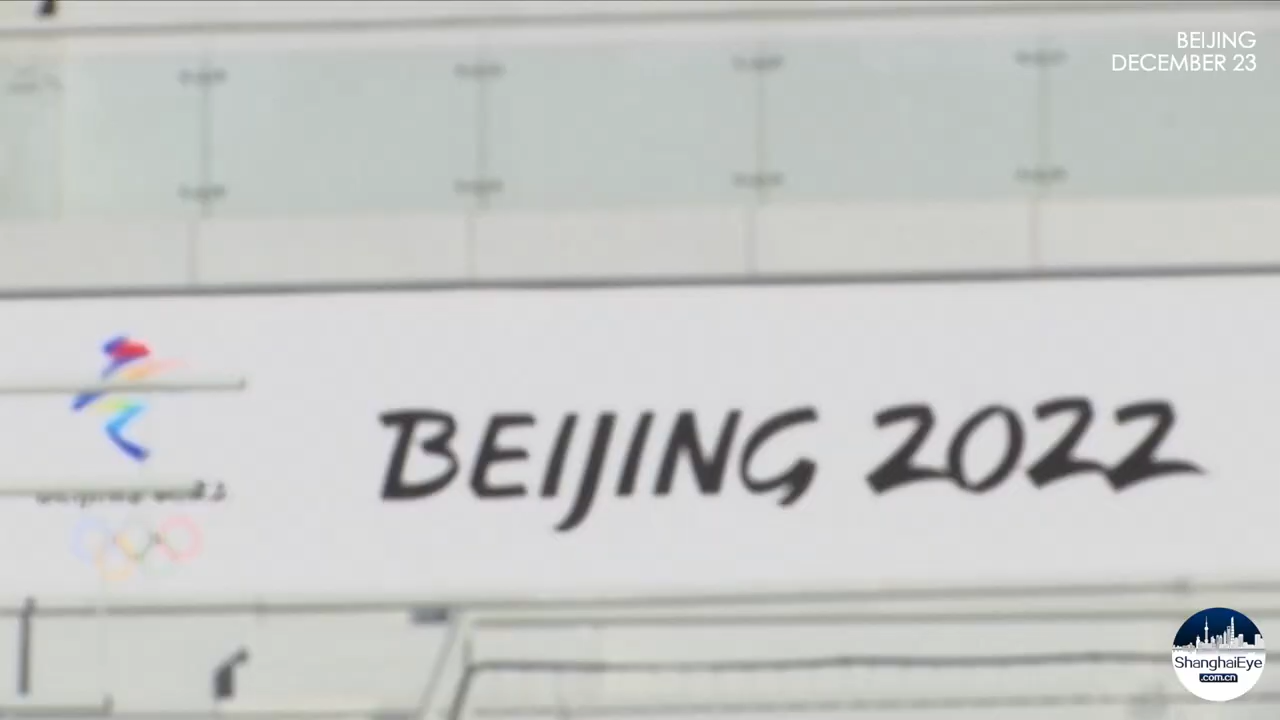 BEIJING
DECEMBER 23
BEIJING 2022
ShanghaiEye
.com.cn